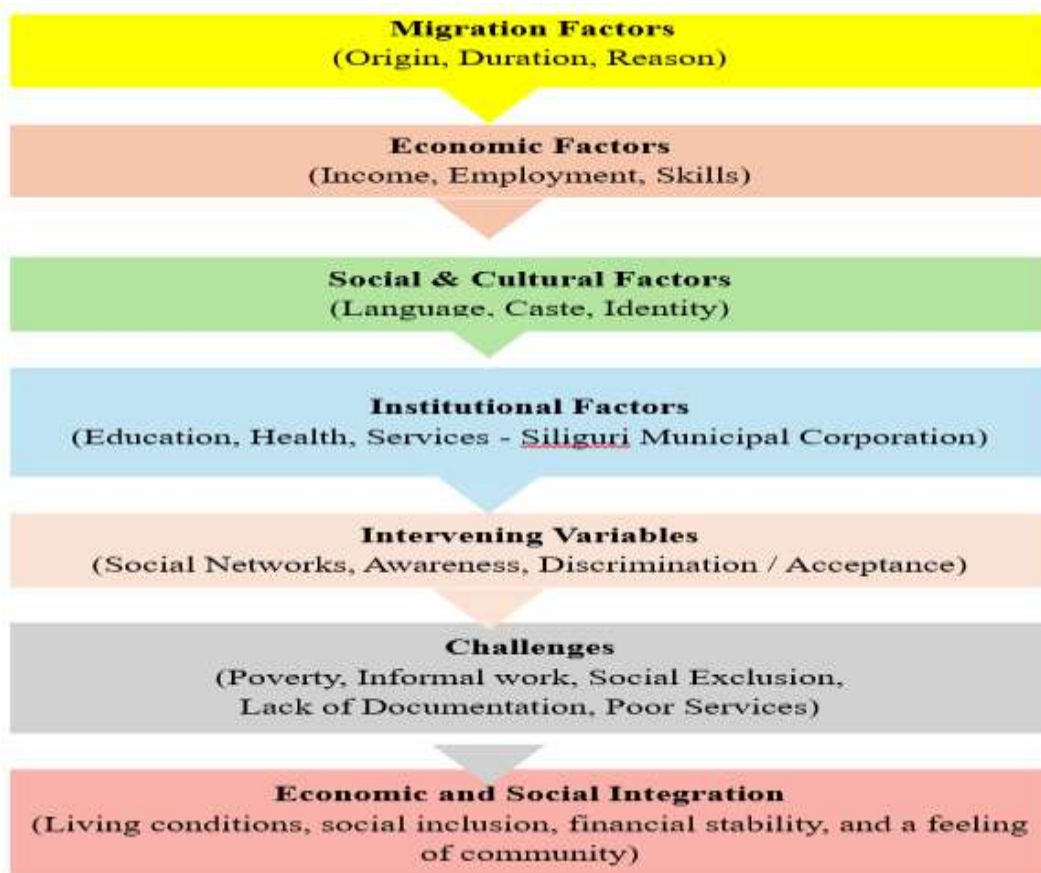 Migration Factors
(Origin, Duration, Reason)
Economic Factors
(Income, Employment, Skills)
Social & Cultural Factors
(Language, Caste, Identity)
Institutional Factors
(Education, Health, Services - Siliguri Municipal Corporation)
Intervening Variables
(Social Networks, Awareness, Discrimination / Acceptance)
Challenges
(Poverty, Informal work, Social Exclusion,
Lack of Documentation, Poor Services)
Economic and Social Integration
(Living conditions, social inclusion, financial stability, and a feeling
of community)